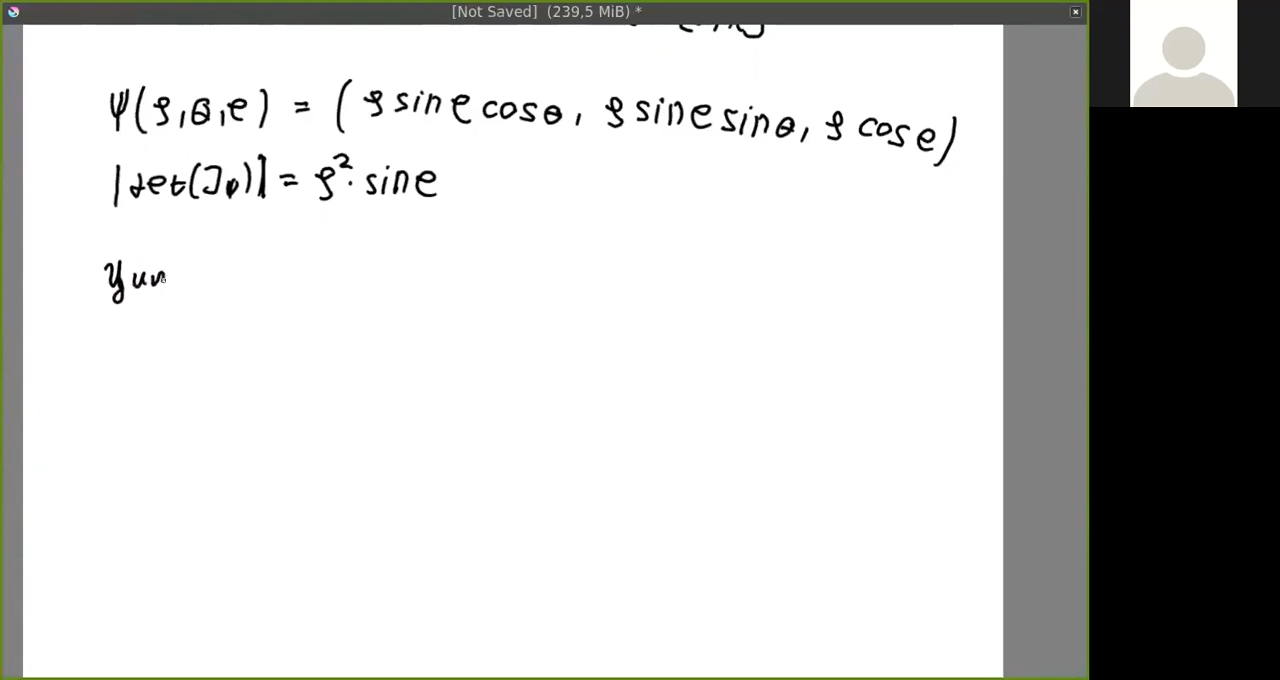 [Not Saved] (239,5 MiB) *
ψ(ρ,θ,φ) = (ρ sinφ cosθ, ρ sinφ sinθ, ρ cosφ)
|det(Jψ)| = ρ²· sinφ